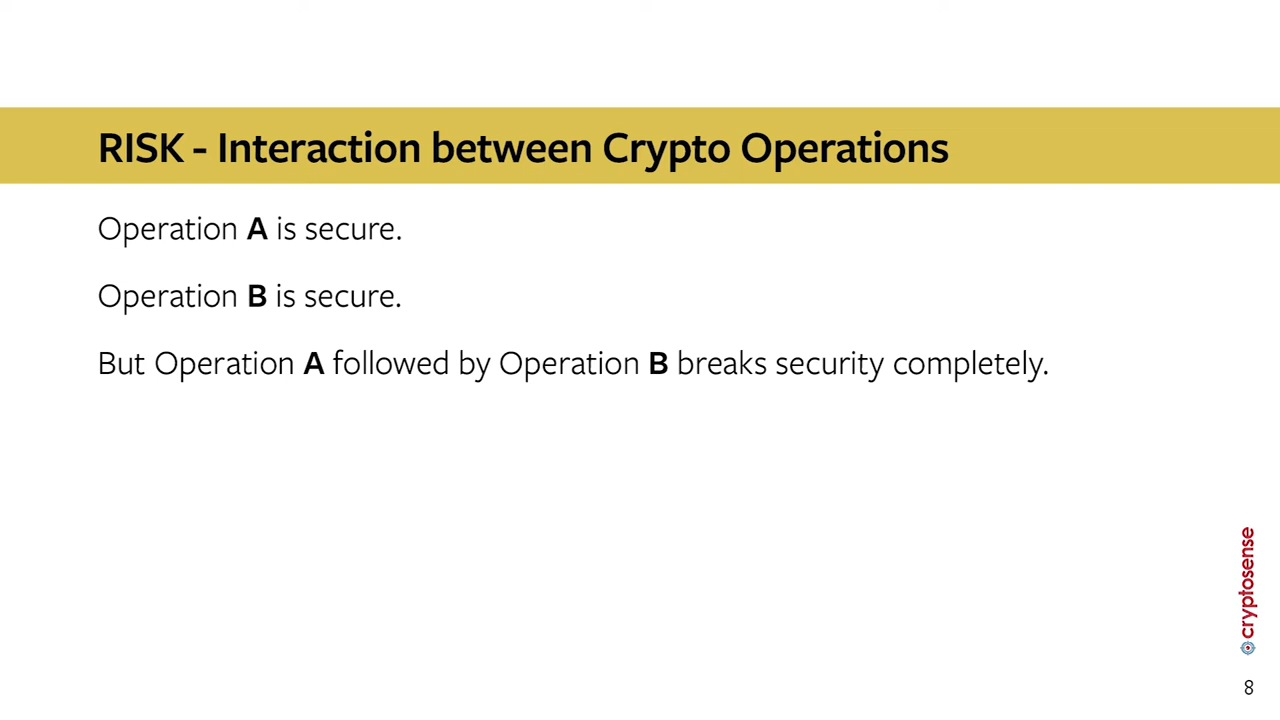 RISK - Interaction between Crypto Operations
Operation A is secure.
Operation B is secure.
But Operation A followed by Operation B breaks security completely.
cryptosense
8